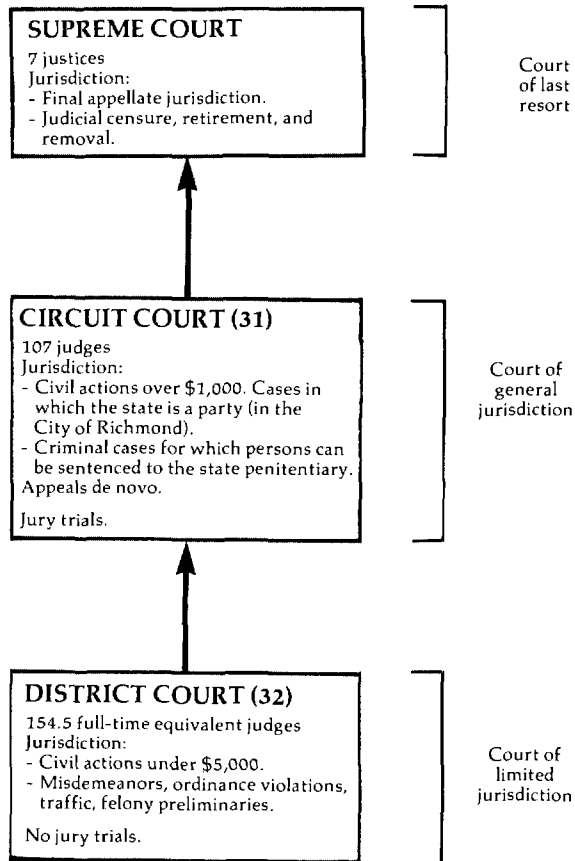 SUPREME COURT
7 justices
Jurisdiction:
- Final appellate jurisdiction.
- Judicial censure, retirement, and
removal.
Court
of last
resort
CIRCUIT COURT (31)
107 judges
Jurisdiction:
- Civil actions over $1,000. Cases in
which the state is a party (in the
City of Richmond).
- Criminal cases for which persons can
be sentenced to the state penitentiary.
Appeals de novo.
Jury trials.
Court of
general
jurisdiction
DISTRICT COURT (32)
154.5 full-time equivalent judges
Jurisdiction:
- Civil actions under $5,000.
- Misdemeanors, ordinance violations,
traffic, felony preliminaries.
No jury trials.
Court of
limited
jurisdiction